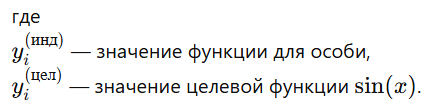 где
y_i^(инд) — значение функции для особи,
y_i^(цел) — значение целевой функции sin(x).